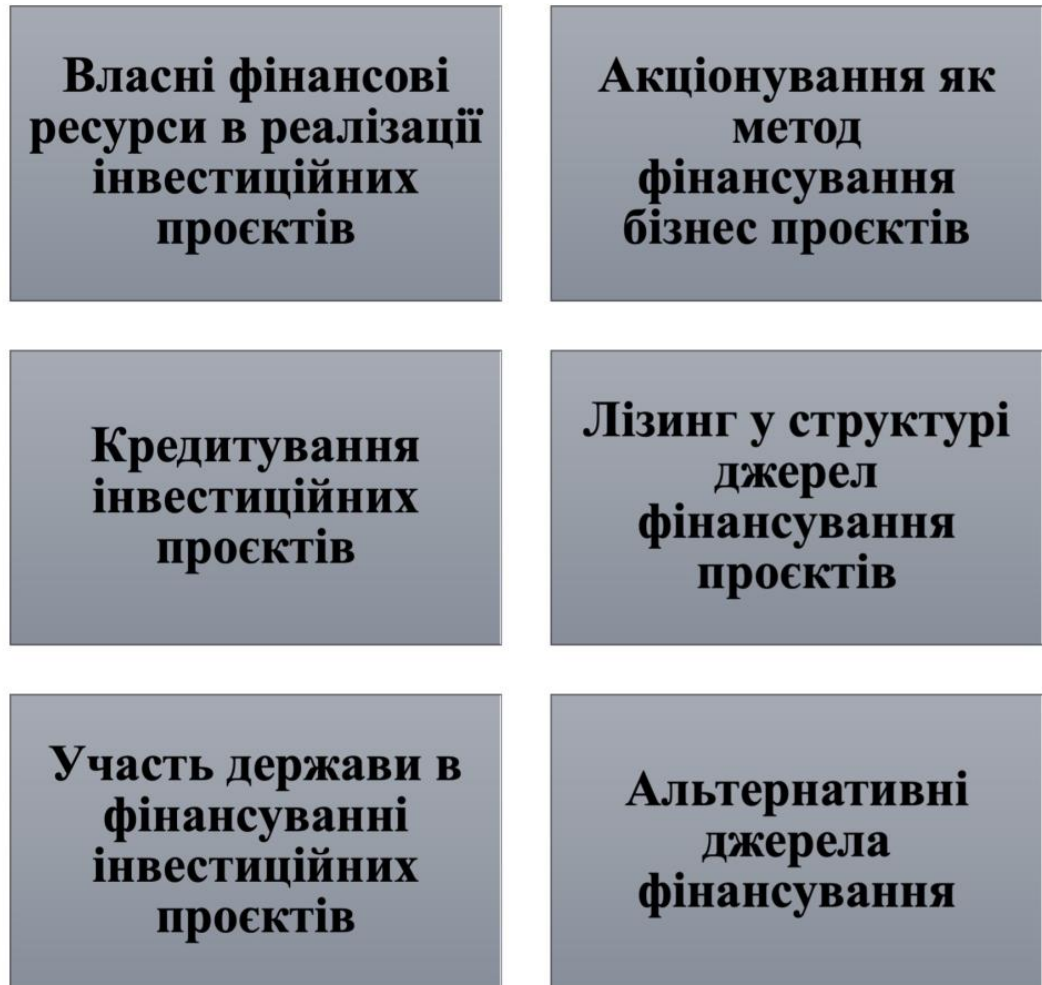 Власні фінансові
ресурси в реалізації
інвестиційних
проєктів
Акціонування як
метод
фінансування
бізнес проєктів
Кредитування
інвестиційних
проєктів
Лізинг у структурі
джерел
фінансування
проєктів
Участь держави в
фінансуванні
інвестиційних
проєктів
Альтернативні
джерела
фінансування